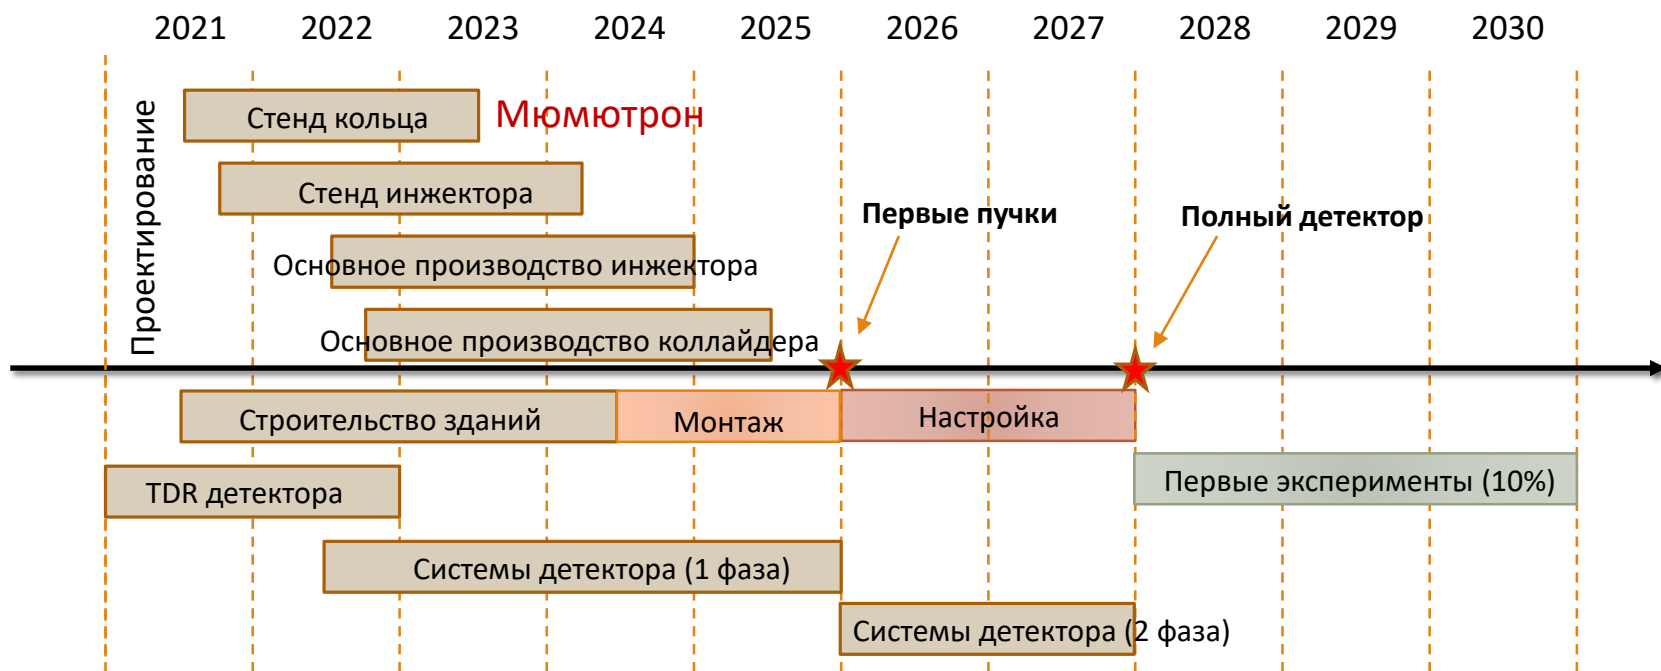 2021 2022 2023 2024 2025 2026 2027 2028 2029 2030
Проектирование
Стенд кольца
Мюмютрон
Стенд инжектора
Первые пучки
Полный детектор
Основное производство инжектора
Основное производство коллайдера
Строительство зданий
Монтаж
Настройка
TDR детектора
Первые эксперименты (10%)
Системы детектора (1 фаза)
Системы детектора (2 фаза)